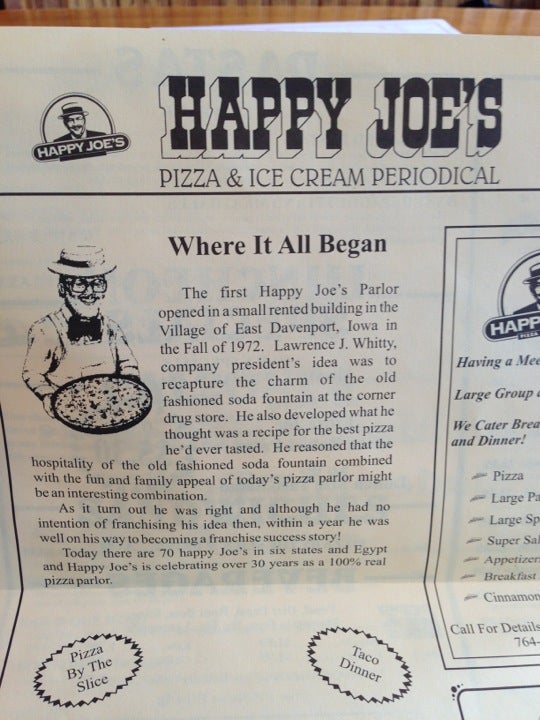 HAPPY JOE'S
HAPPY JOE'S
PIZZA & ICE CREAM PERIODICAL
Where It All Began
The first Happy Joe's Parlor
opened in a small rented building in the
Village of East Davenport, Iowa in
the Fall of 1972. Lawrence J. Whitty,
company president's idea was to
recapture the charm of the old
fashioned soda fountain at the corner
drug store. He also developed what he
thought was a recipe for the best pizza
he'd ever tasted. He reasoned that the
hospitality of the old fashioned soda fountain combined
with the fun and family appeal of today's pizza parlor might
be an interesting combination.
As it turn out he was right and although he had no
intention of franchising his idea then, within a year he was
well on his way to becoming a franchise success story!
Today there are 70 happy Joe's in six states and Egypt
and Happy Joe's is celebrating over 30 years as a 100% real
pizza parlor.
Pizza
By The
Slice
Taco
Dinner
HAPP
PIZZA
Having a Mee
Large Group
We Cater Brea
and Dinner!
Pizza
Large Pa
Large Sp
Super Sal
Appetizer
Breakfast
Cinnamon
Call For Details
764-